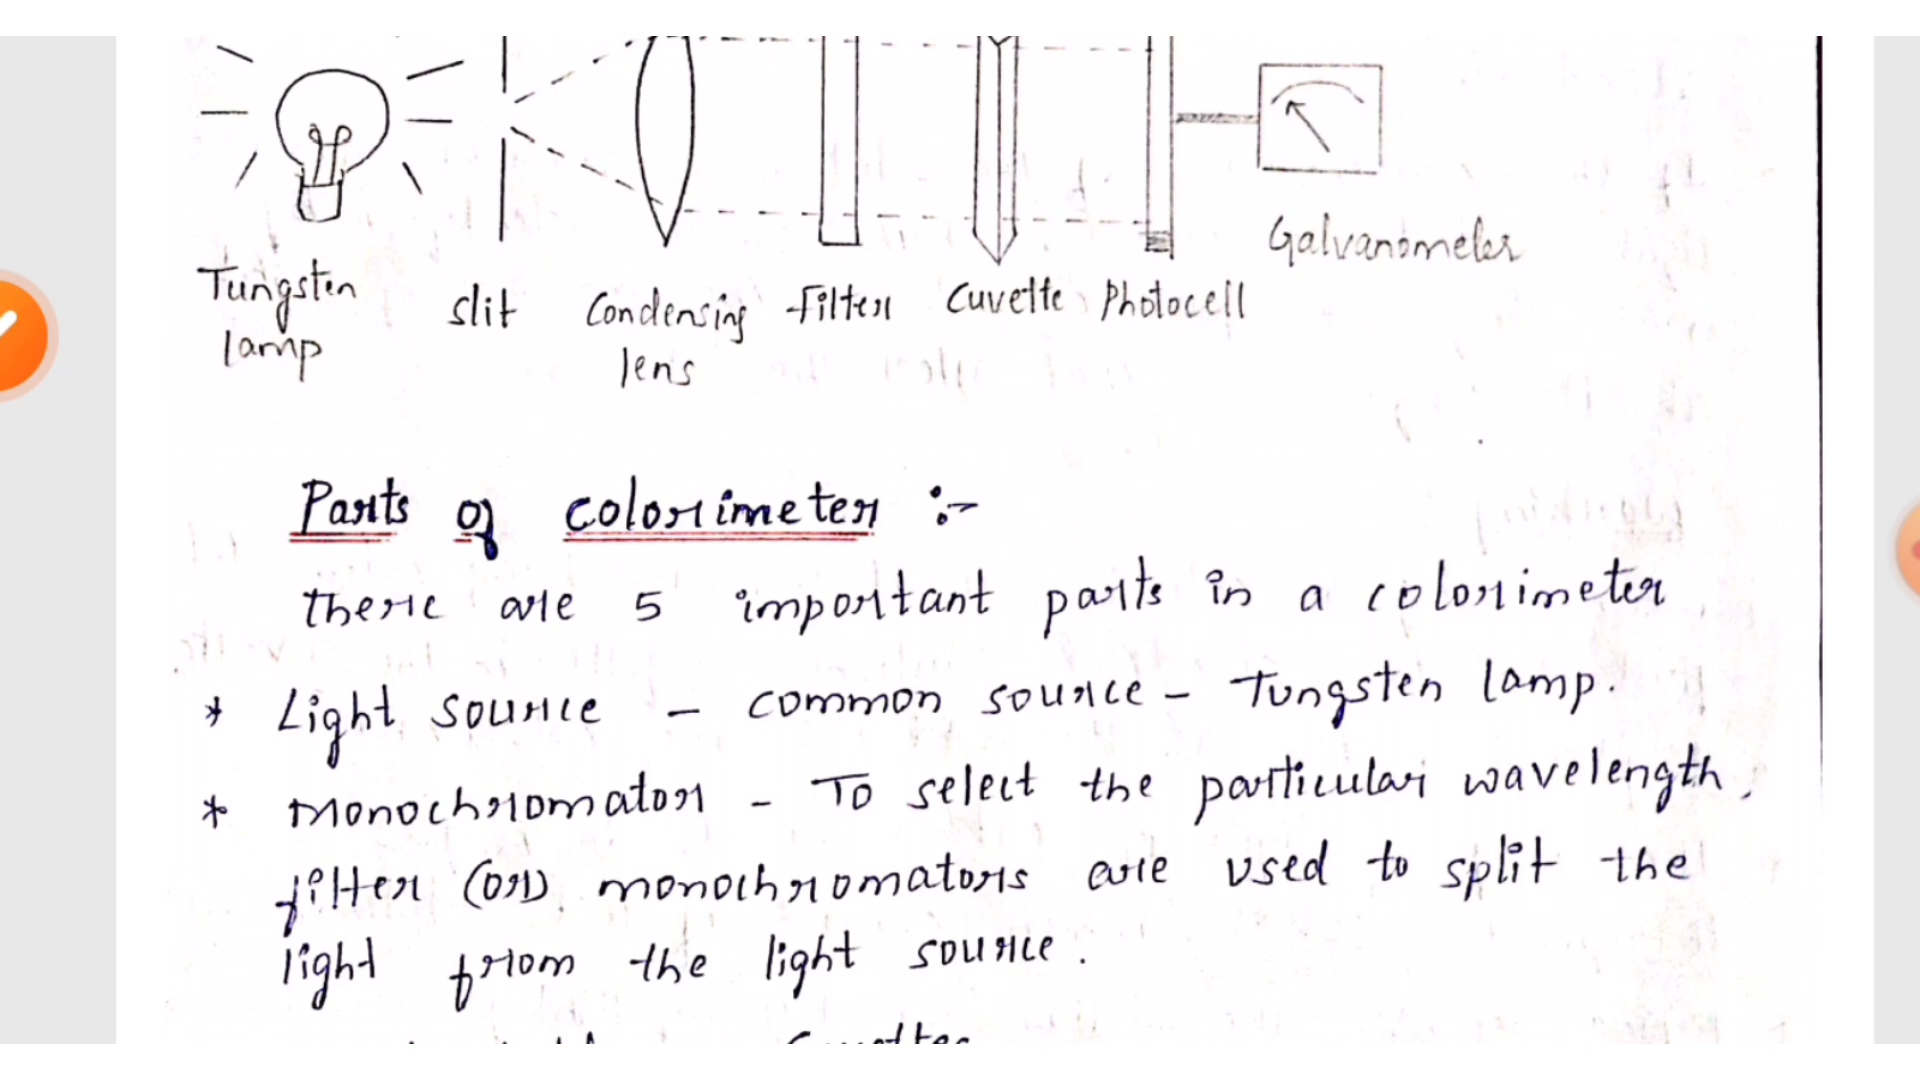 Tungsten lamp
slit
Condensing lens
Filter
Cuvette
Photocell
Galvanometer
Parts of colorimeter :-
there are 5 important parts in a colorimeter
* Light source - common source - Tungsten lamp.
* Monochromator - To select the particular wavelength,
filter (or) monochromators are used to split the
light from the light source.